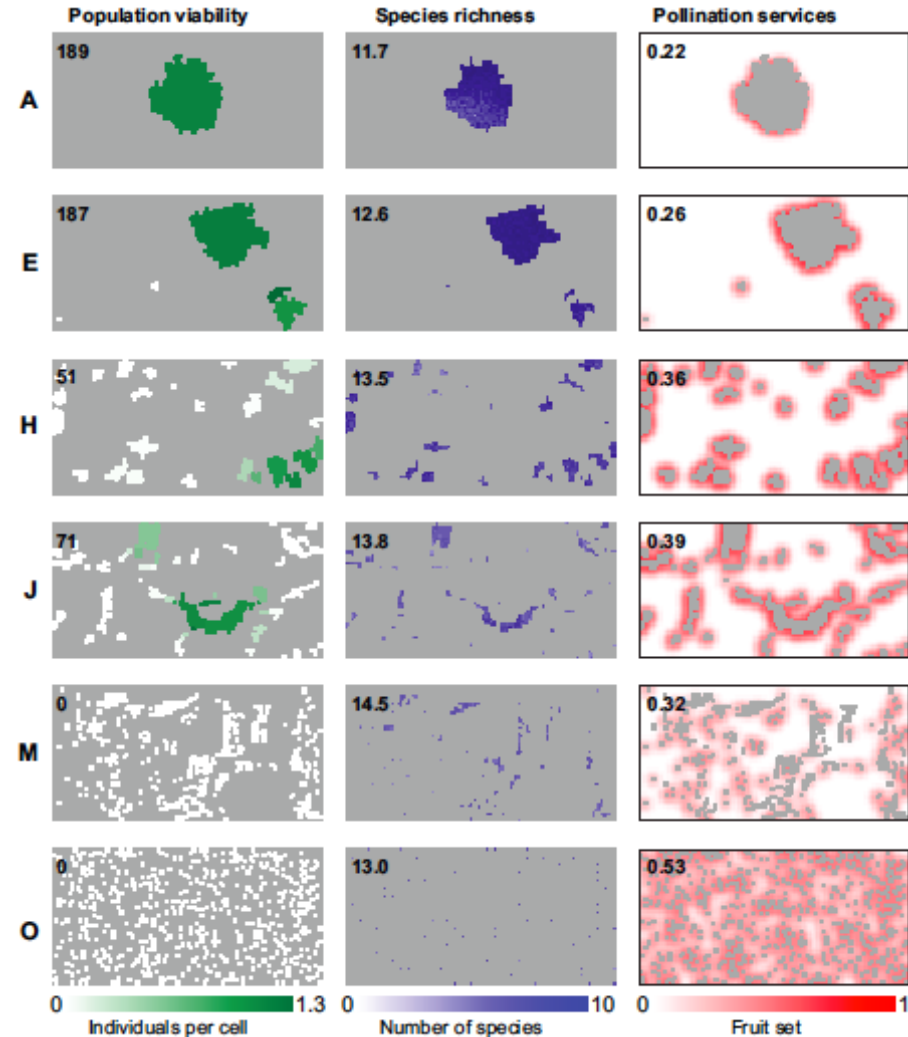 Population viability Species richness Pollination services
A 189 11.7 0.22
E 187 12.6 0.26
H 51 13.5 0.36
J 71 13.8 0.39
M 0 14.5 0.32
O 0 13.0 0.53
0 1.3 0 10 0 1
Individuals per cell Number of species Fruit set